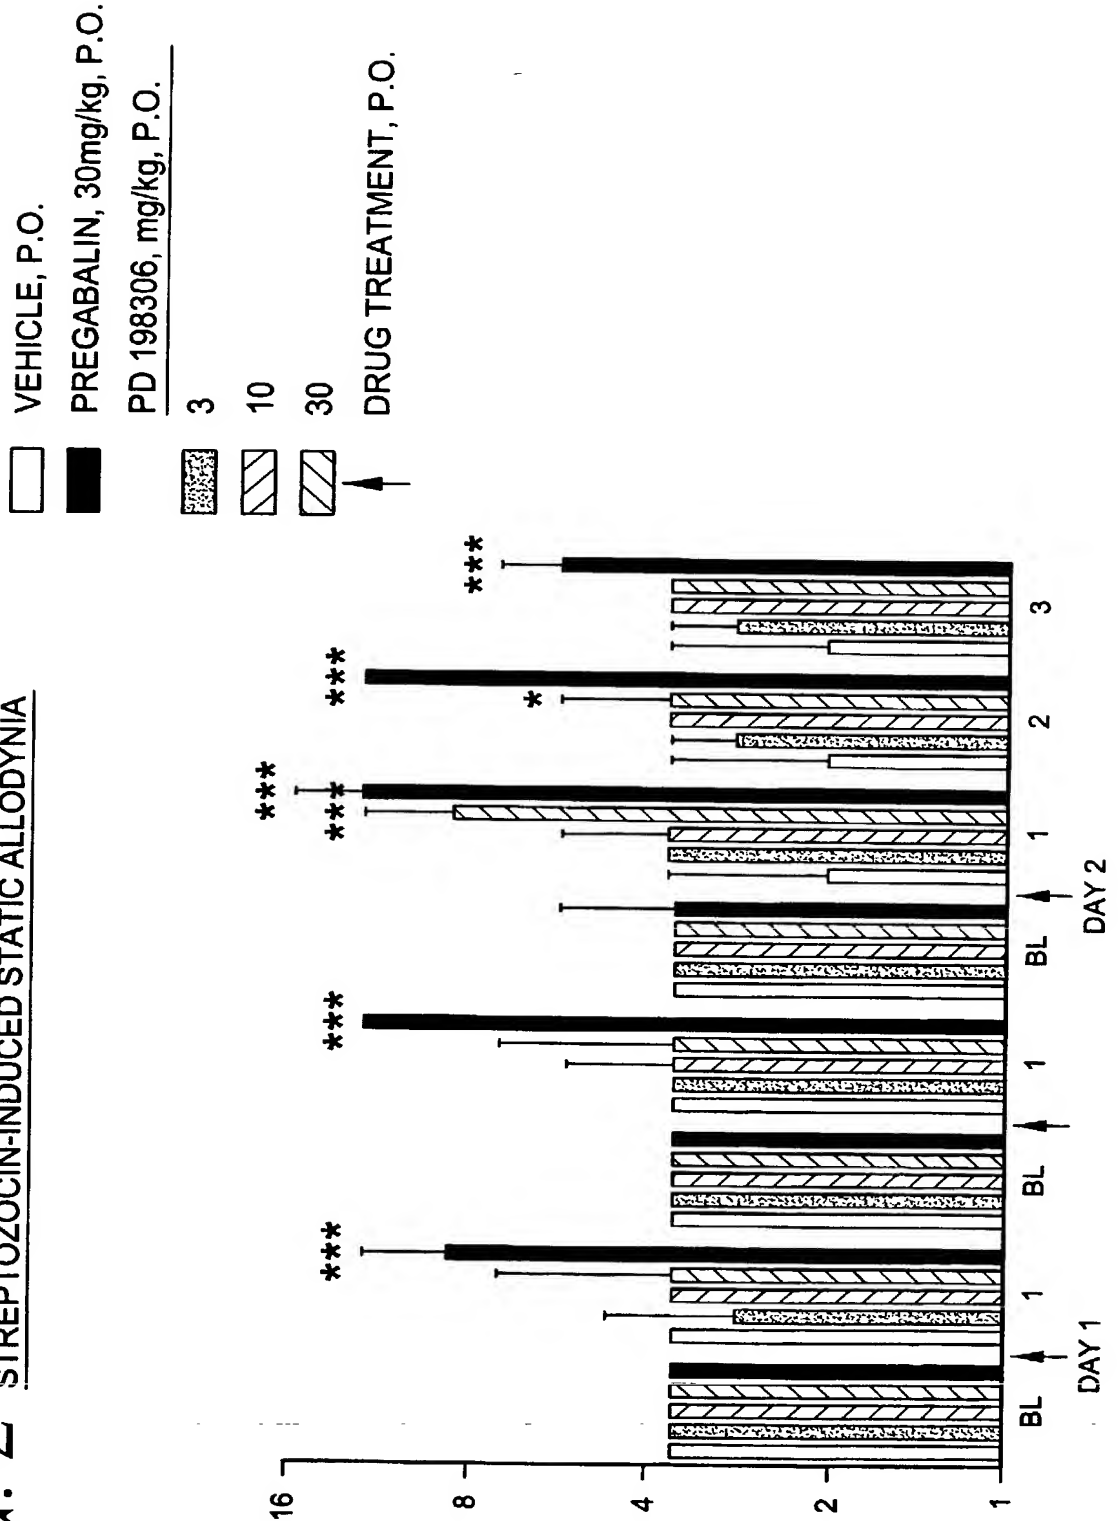 2 STREPTOZOCIN-INDUCED STATIC ALLODYNIA
VEHICLE, P.O.
PREGABALIN, 30mg/kg, P.O.
PD 198306, mg/kg, P.O.
3
10
30
DRUG TREATMENT, P.O.
16
8
4
2
1
***
***
***
***
*
***
***
BL
1
BL
1
BL
1
2
3
DAY 1
DAY 2